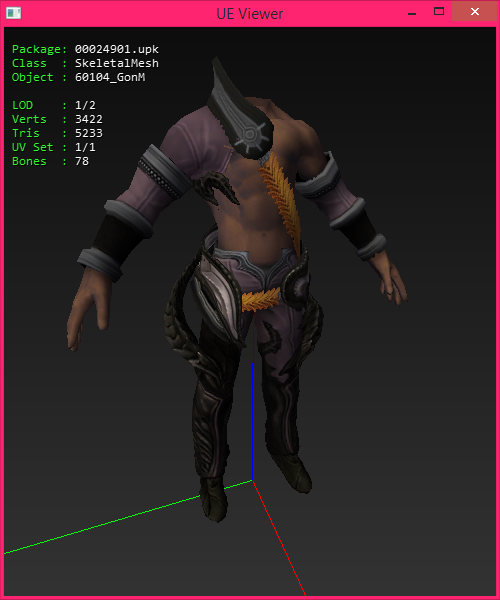 UE Viewer
Package: 00024901.upk
Class  : SkeletalMesh
Object : 60104_GonM
LOD    : 1/2
Verts  : 3422
Tris   : 5233
UV Set : 1/1
Bones  : 78